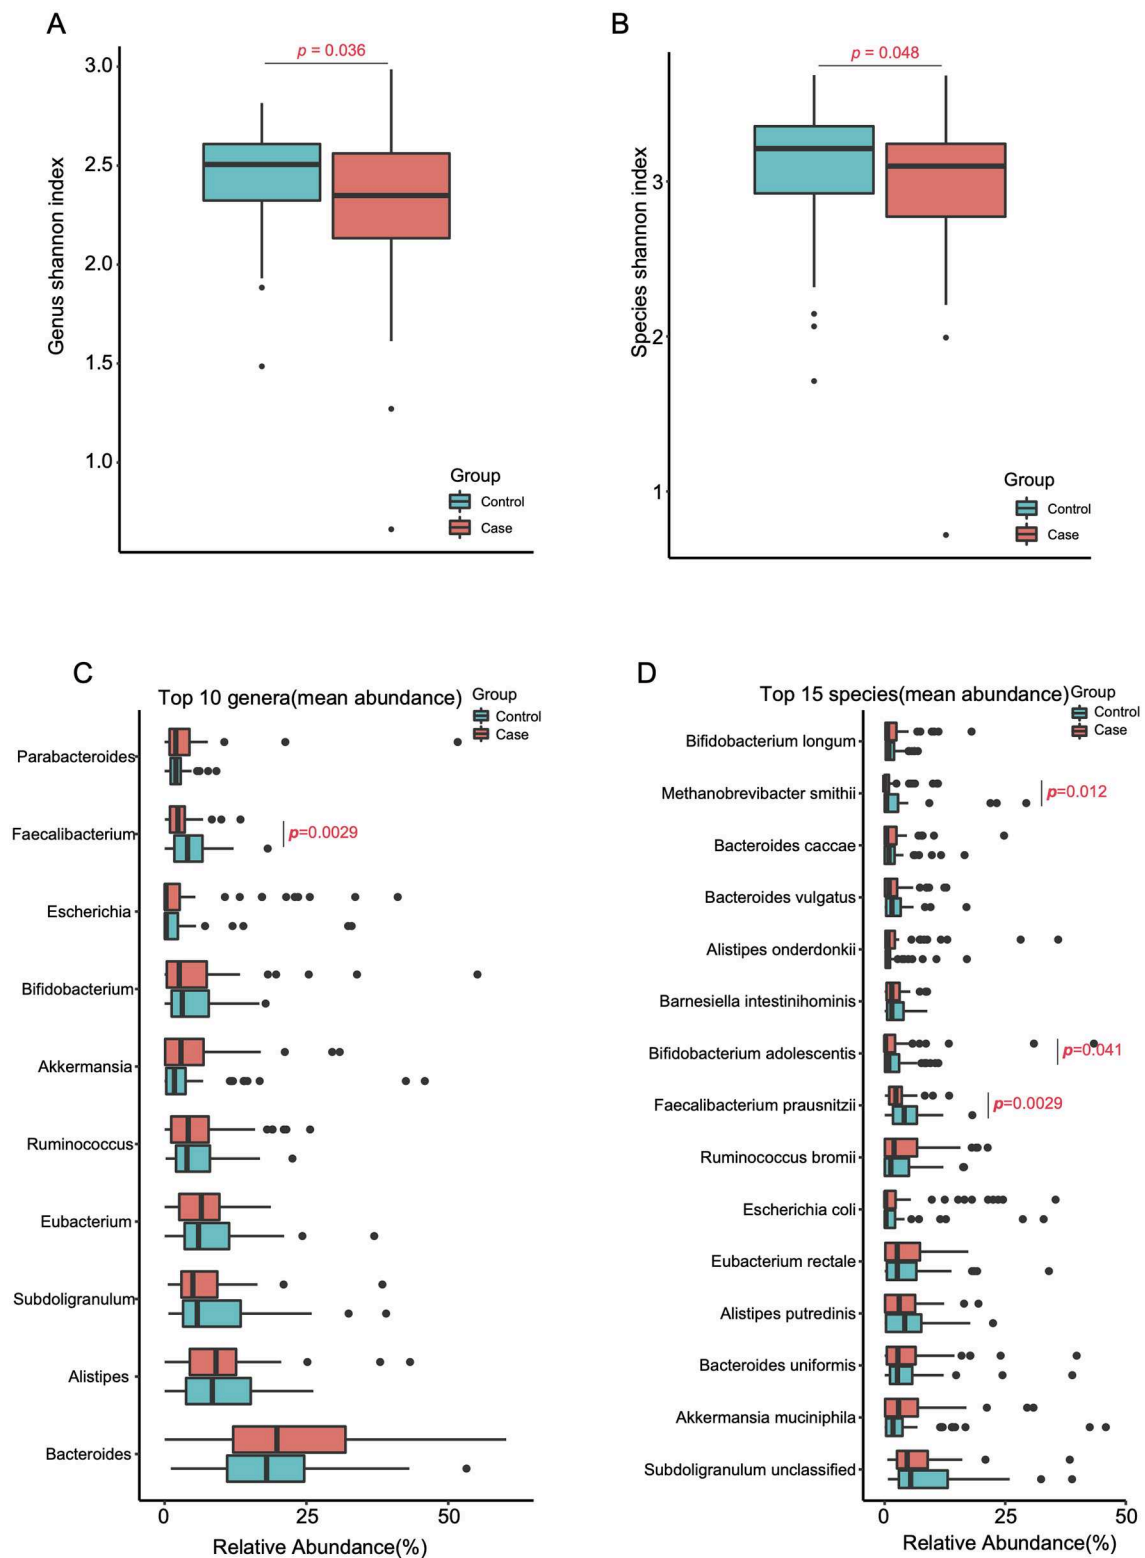 A
p = 0.036
3.0
2.5
2.0
1.5
1.0
Genus shannon index
Group
Control
Case
B
p = 0.048
3
2
1
Species shannon index
Group
Control
Case
C
Top 10 genera(mean abundance)
Group
Control
Case
Parabacteroides
Faecalibacterium
p=0.0029
Escherichia
Bifidobacterium
Akkermansia
Ruminococcus
Eubacterium
Subdoligranulum
Alistipes
Bacteroides
0
25
50
Relative Abundance(%)
D
Top 15 species(mean abundance)
Group
Control
Case
Bifidobacterium longum
Methanobrevibacter smithii
p=0.012
Bacteroides caccae
Bacteroides vulgatus
Alistipes onderdonkii
Barnesiella intestinihominis
Bifidobacterium adolescentis
p=0.041
Faecalibacterium prausnitzii
p=0.0029
Ruminococcus bromii
Escherichia coli
Eubacterium rectale
Alistipes putredinis
Bacteroides uniformis
Akkermansia muciniphila
Subdoligranulum unclassified
0
25
50
Relative Abundance(%)